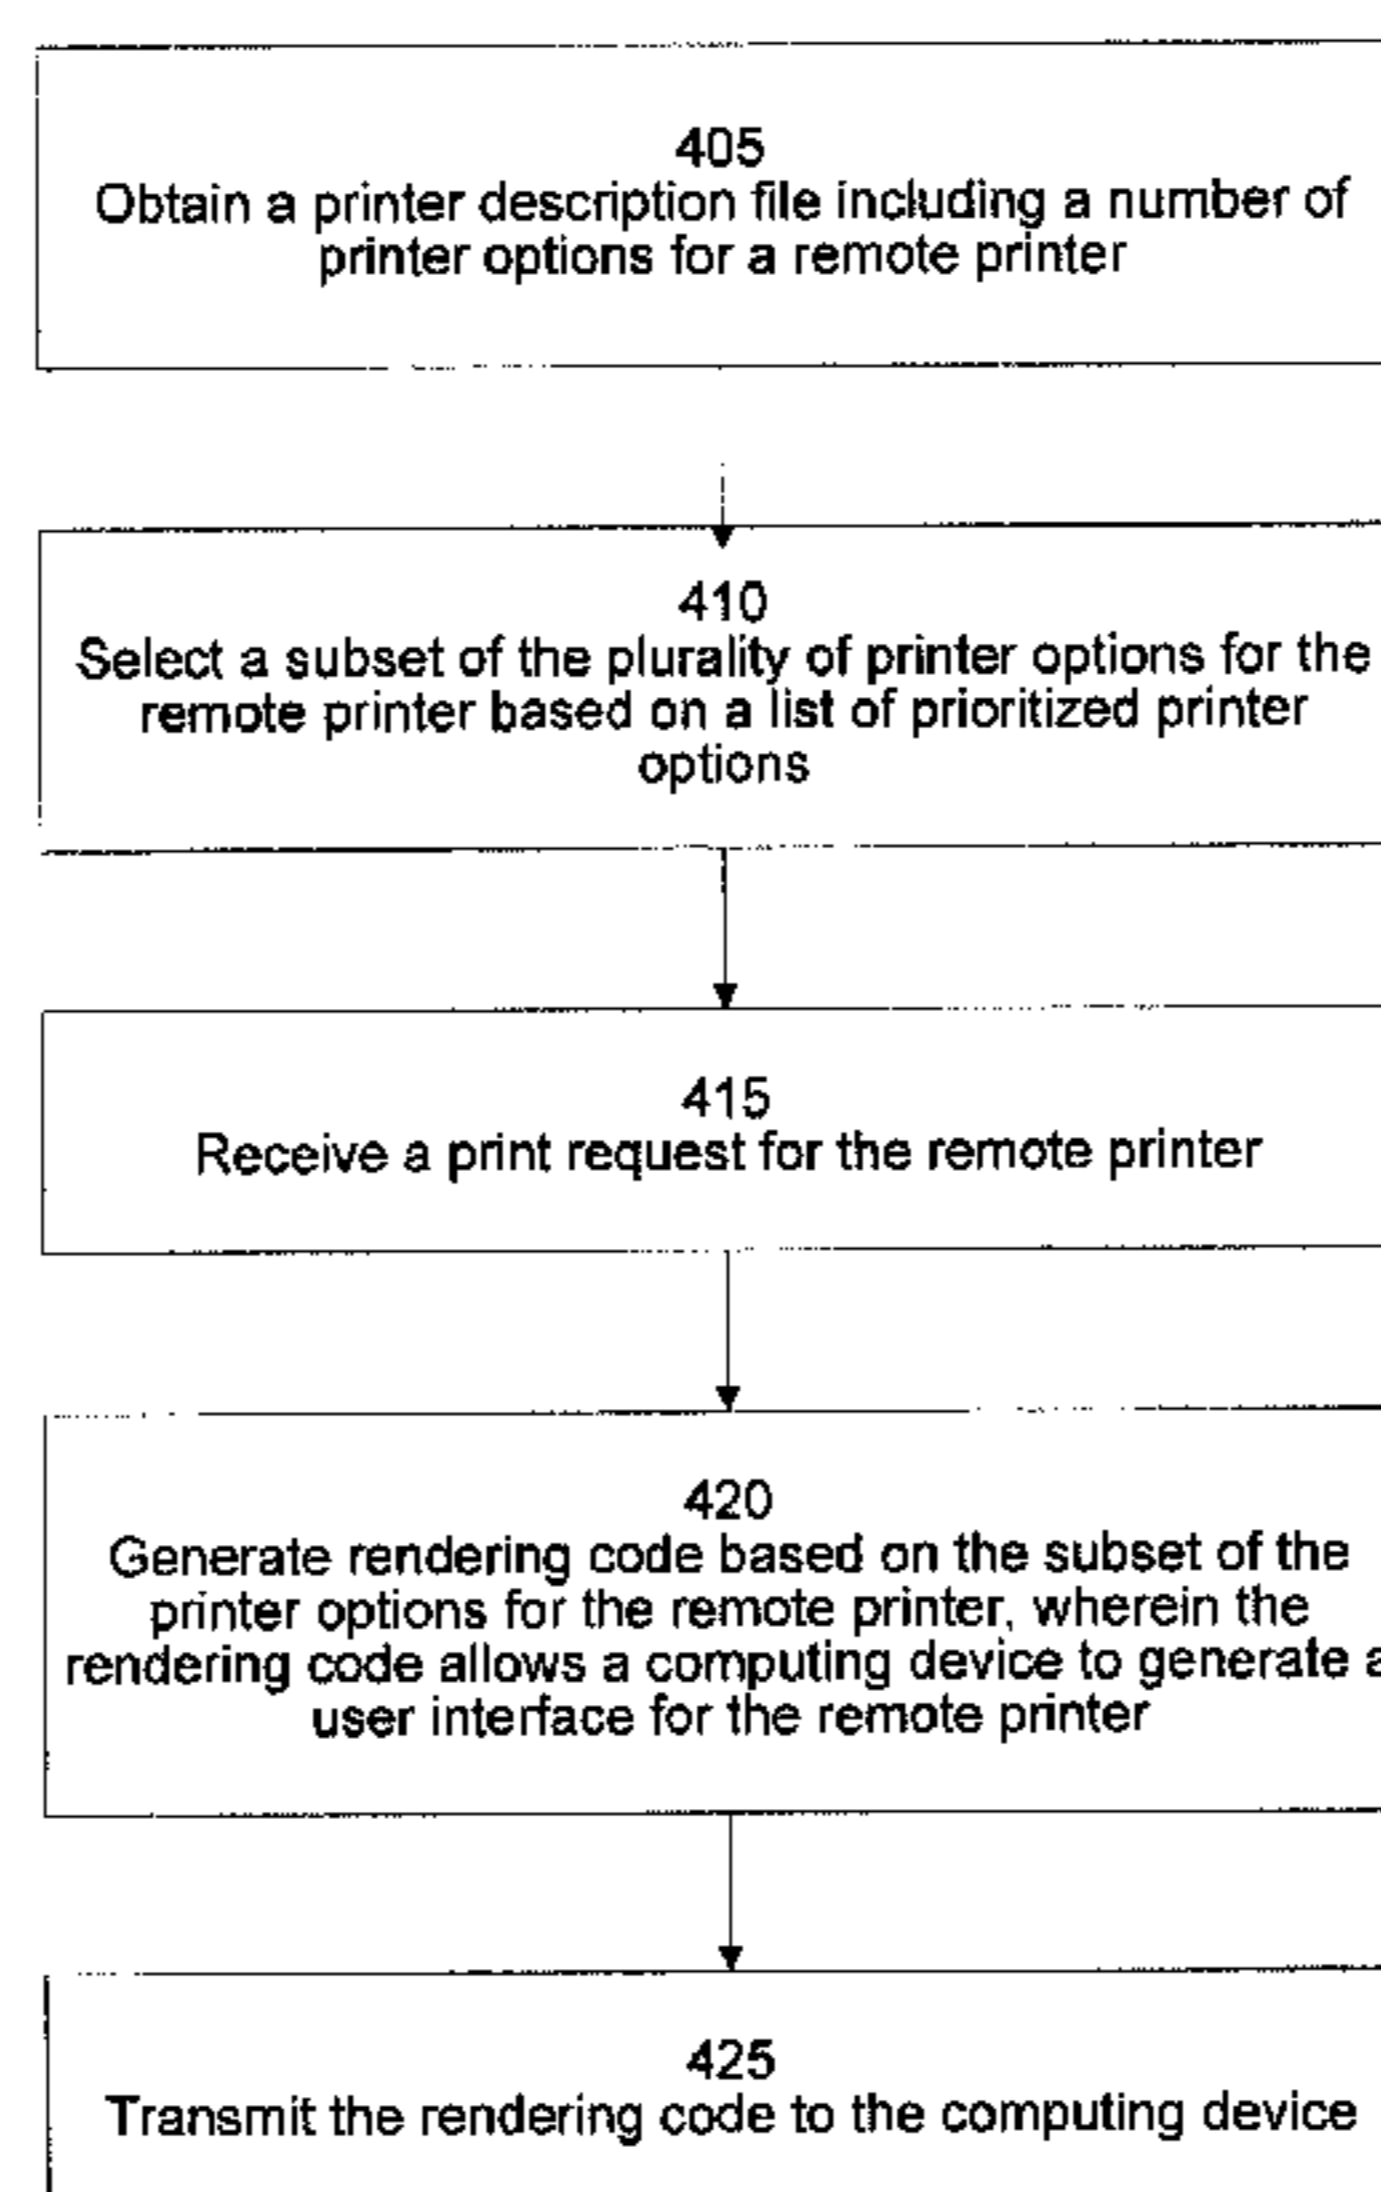 405
Obtain a printer description file including a number of
printer options for a remote printer
410
Select a subset of the plurality of printer options for the
remote printer based on a list of prioritized printer
options
415
Receive a print request for the remote printer
420
Generate rendering code based on the subset of the
printer options for the remote printer, wherein the
rendering code allows a computing device to generate a
user interface for the remote printer
425
Transmit the rendering code to the computing device